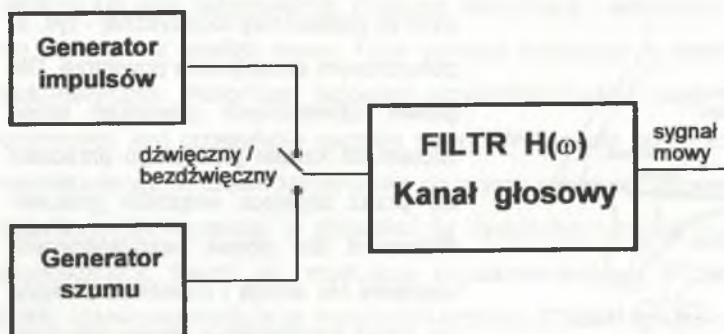 Generator
impulsów
dźwięczny /
bezdźwięczny
FILTR H(ω)
Kanał głosowy
sygnał
mowy
Generator
szumu